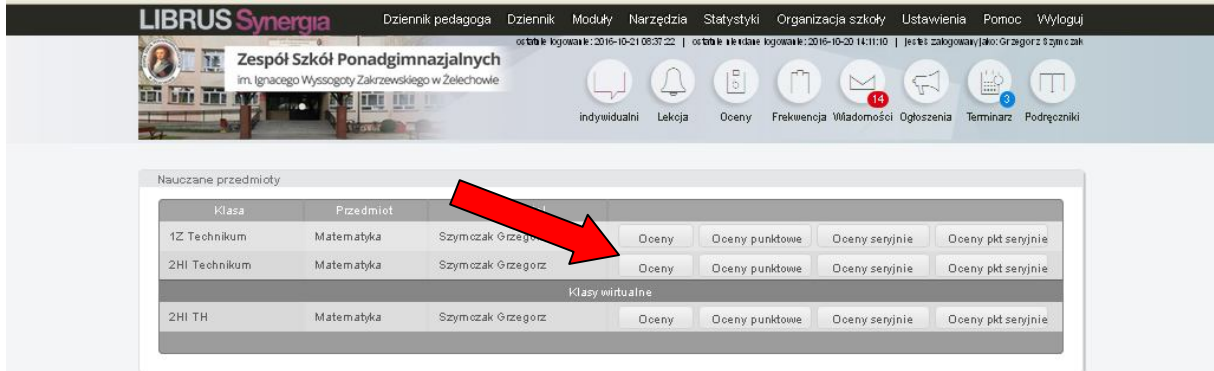 LIBRUS Synergia Dziennik pedagoga Dziennik Moduły Narzędzia Statystyki Organizacja szkoły Ustawienia Pomoc Wyloguj
ostatnie logowanie: 2016-10-21 08:37:22 | ostatnie nieudane logowanie: 2016-10-20 14:11:10 | Jesteś zalogowany jako: Grzegorz Szymczak
Zespół Szkół Ponadgimnazjalnych
im. Ignacego Wyssogoty Zakrzewskiego w Żelechowie
14 3
indywidualni Lekcja Oceny Frekwencja Wiadomości Ogłoszenia Terminarz Podręczniki
Nauczane przedmioty
Klasa Przedmiot
1Z Technikum Matematyka Szymczak Oceny Oceny punktowe Oceny seryjnie Oceny pkt seryjnie
2HI Technikum Matematyka Szymczak Grzegorz Oceny Oceny punktowe Oceny seryjnie Oceny pkt seryjnie
Klasy wirtualne
2HI TH Matematyka Szymczak Grzegorz Oceny Oceny punktowe Oceny seryjnie Oceny pkt seryjnie